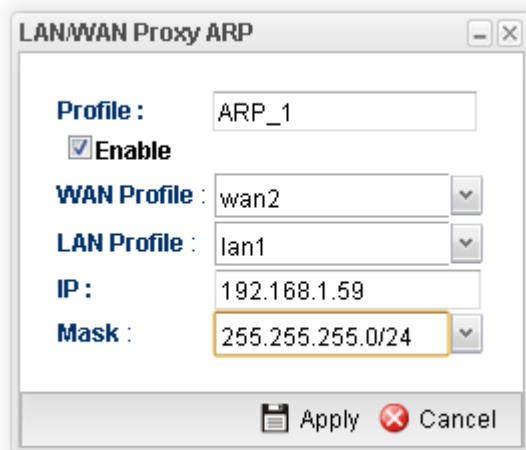 LAN/WAN Proxy ARP
Profile : ARP_1
Enable
WAN Profile : wan2
LAN Profile : lan1
IP : 192.168.1.59
Mask : 255.255.255.0/24
Apply Cancel